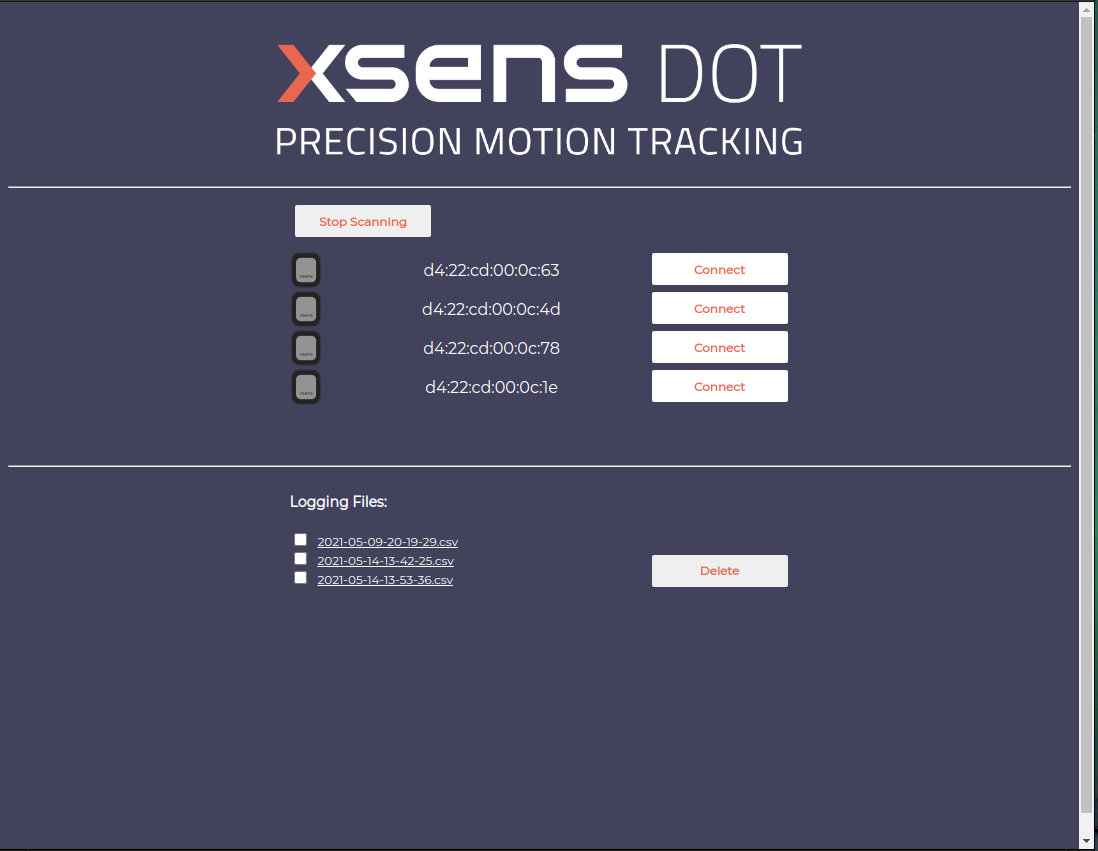 xsens DOT
PRECISION MOTION TRACKING
Stop Scanning
d4:22:cd:00:0c:63 Connect
d4:22:cd:00:0c:4d Connect
d4:22:cd:00:0c:78 Connect
d4:22:cd:00:0c:1e Connect
Logging Files:
2021-05-09-20-19-29.csv
2021-05-14-13-42-25.csv
2021-05-14-13-53-36.csv
Delete